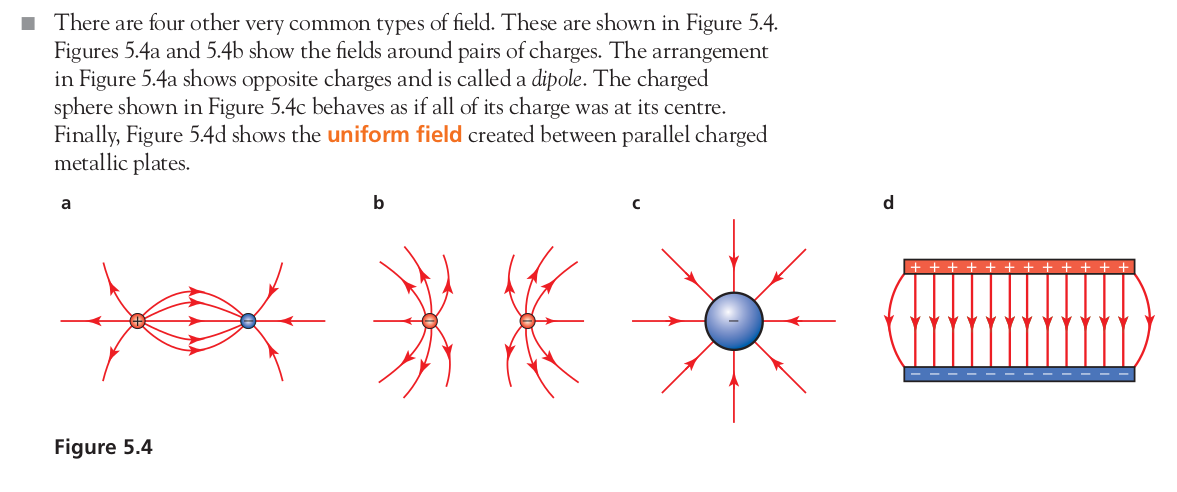 There are four other very common types of field. These are shown in Figure 5.4.
Figures 5.4a and 5.4b show the fields around pairs of charges. The arrangement
in Figure 5.4a shows opposite charges and is called a dipole. The charged
sphere shown in Figure 5.4c behaves as if all of its charge was at its centre.
Finally, Figure 5.4d shows the uniform field created between parallel charged
metallic plates.
a b c d
+ + + + + + + + + + + +
+ − − − −
− − − − − − − − − − − −
Figure 5.4